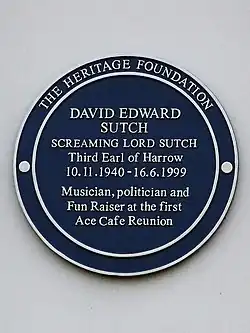 THE HERITAGE FOUNDATION
DAVID EDWARD
SUTCH
SCREAMING LORD SUTCH
Third Earl of Harrow
10.11.1940-16.6.1999
Musician, politician and
Fun Raiser at the first
Ace Cafe Reunion